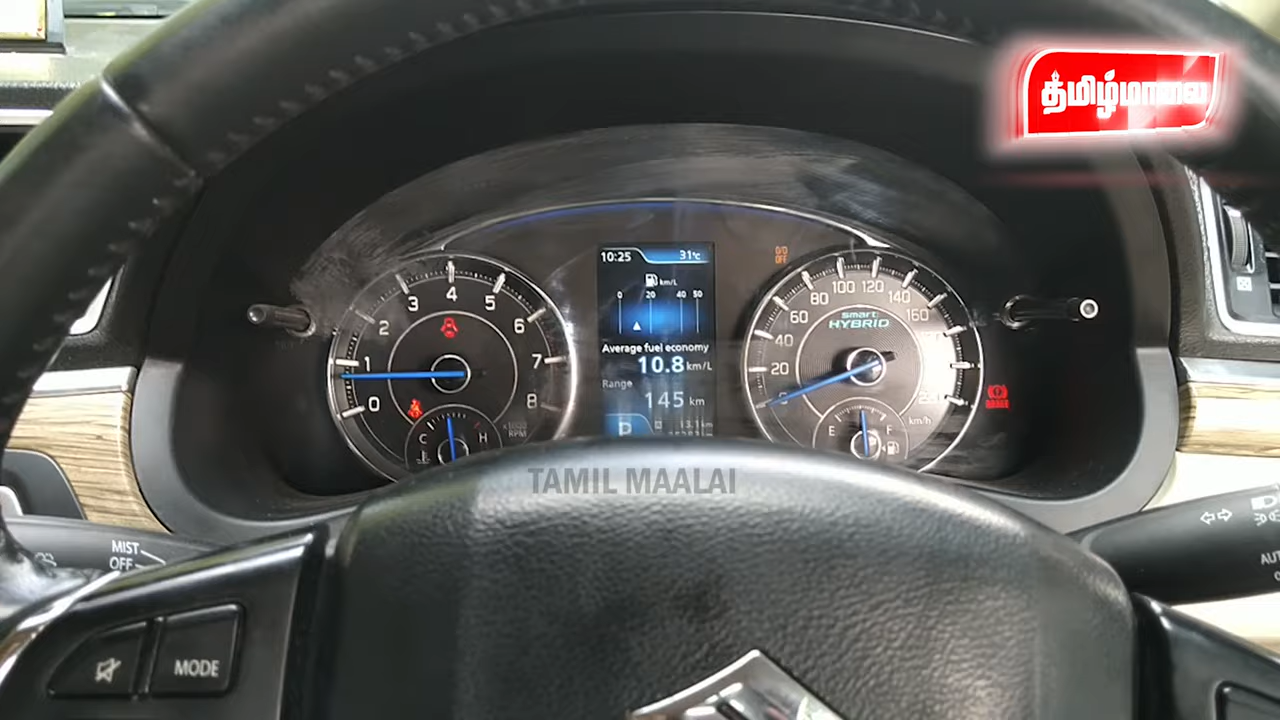 தமிழ்மாலை
10:25 31°C
km/L
0 20 40 50
Average fuel economy
10.8 km/L
Range
145 km
P
0 1 2 3 4 5 6 7 8
x1000
RPM
C H
O/D
OFF
20 40 60 80 100 120 140 160
smart
HYBRID
km/h
E F
BRAKE
TAMIL MAALAI
MIST
OFF
MODE